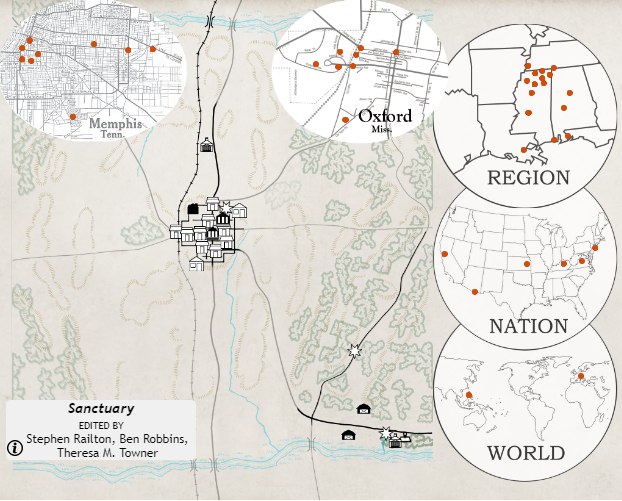 Memphis
Tenn.
Oxford
Miss.
REGION
NATION
WORLD
Sanctuary
EDITED BY
Stephen Railton, Ben Robbins,
Theresa M. Towner
i